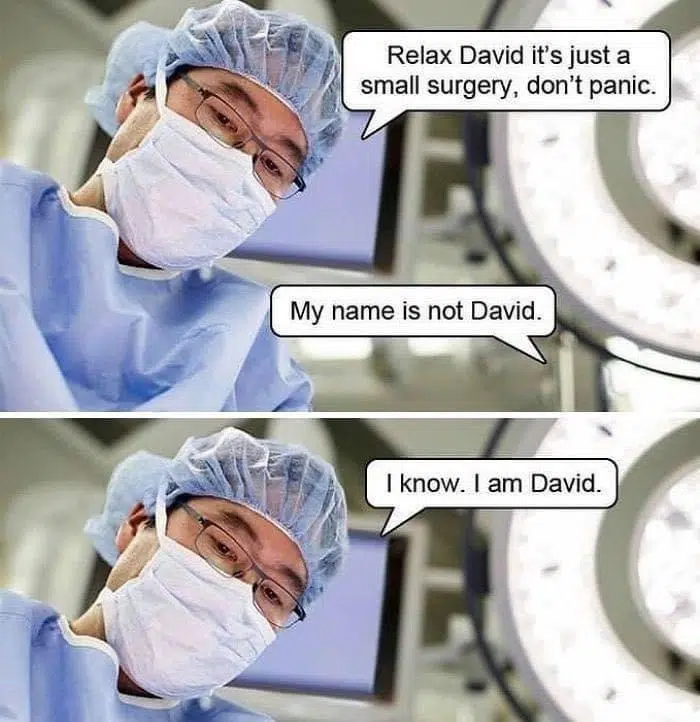 Relax David it's just a
small surgery, don't panic.
My name is not David.
I know. I am David.